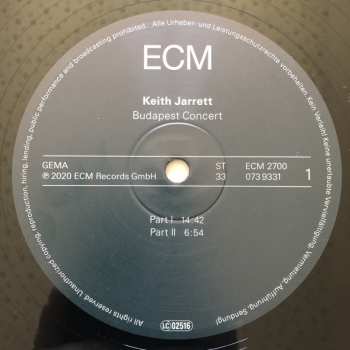 ECM
Keith Jarrett
Budapest Concert
GEMA ST ECM 2700
℗ 2020 ECM Records GmbH 33 073 9331 1
Part I 14:42
Part II 6:54
LC 02516
All rights reserved. Unauthorized copying, reproduction, hiring, lending, public performance and broadcasting prohibited. Alle Urheber- und Leistungsschutzrechte vorbehalten. Kein Verleih! Keine unerlaubte Vervielfältigung, Vermietung, Aufführung, Sendung!